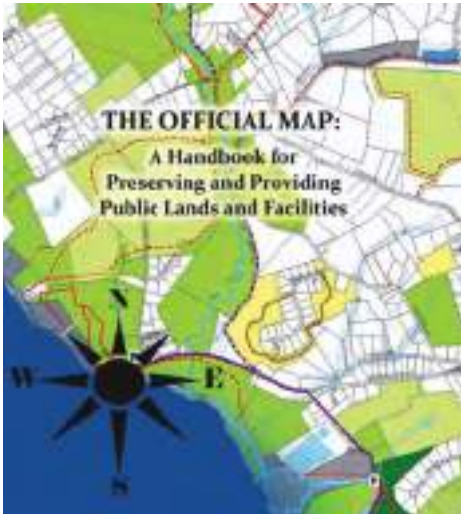 THE OFFICIAL MAP:
A Handbook for
Preserving and Providing
Public Lands and Facilities
N
W
E
S